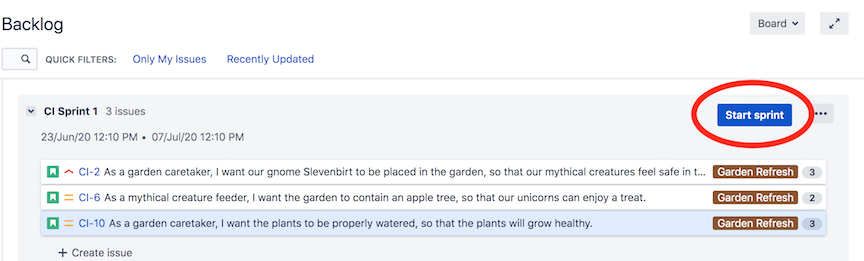 Backlog
Board
QUICK FILTERS: Only My Issues Recently Updated
CI Sprint 1 3 issues
Start sprint
23/Jun/20 12:10 PM • 07/Jul/20 12:10 PM
CI-2 As a garden caretaker, I want our gnome Slevenbirt to be placed in the garden, so that our mythical creatures feel safe in t... Garden Refresh 3
CI-6 As a mythical creature feeder, I want the garden to contain an apple tree, so that our unicorns can enjoy a treat. Garden Refresh 2
CI-10 As a garden caretaker, I want the plants to be properly watered, so that the plants will grow healthy. Garden Refresh 3
+ Create issue